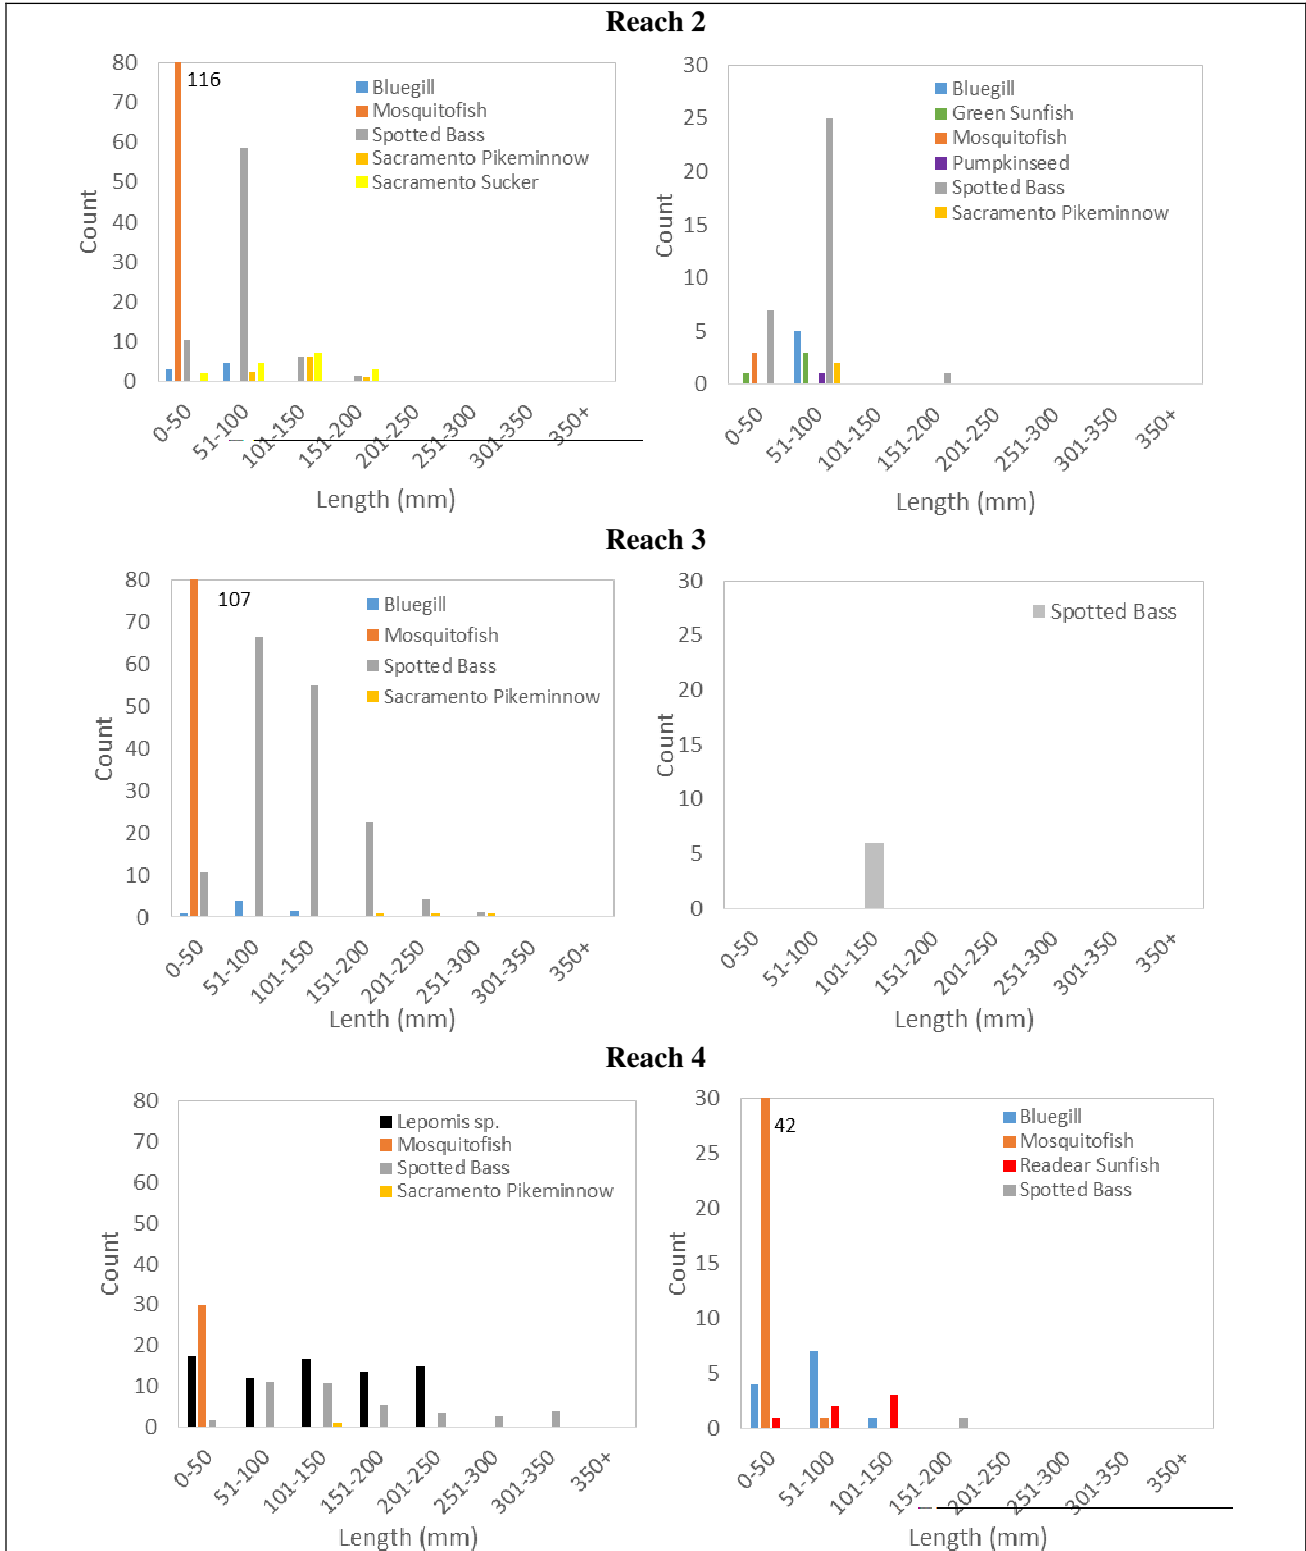 Reach 2
80
70
60
50
40
30
20
10
0
Count
116
Bluegill
Mosquitofish
Spotted Bass
Sacramento Pikeminnow
Sacramento Sucker
0-50
51-100
101-150
151-200
201-250
251-300
301-350
350+
Length (mm)
30
25
20
15
10
5
0
Count
Bluegill
Green Sunfish
Mosquitofish
Pumpkinseed
Spotted Bass
Sacramento Pikeminnow
0-50
51-100
101-150
151-200
201-250
251-300
301-350
350+
Length (mm)
Reach 3
80
70
60
50
40
30
20
10
0
Count
107
Bluegill
Mosquitofish
Spotted Bass
Sacramento Pikeminnow
0-50
51-100
101-150
151-200
201-250
251-300
301-350
350+
Lenth (mm)
30
25
20
15
10
5
0
Count
Spotted Bass
0-50
51-100
101-150
151-200
201-250
251-300
301-350
350+
Length (mm)
Reach 4
80
70
60
50
40
30
20
10
0
Count
Lepomis sp.
Mosquitofish
Spotted Bass
Sacramento Pikeminnow
0-50
51-100
101-150
151-200
201-250
251-300
301-350
350+
Length (mm)
30
25
20
15
10
5
0
Count
42
Bluegill
Mosquitofish
Readear Sunfish
Spotted Bass
0-50
51-100
101-150
151-200
201-250
251-300
301-350
350+
Length (mm)